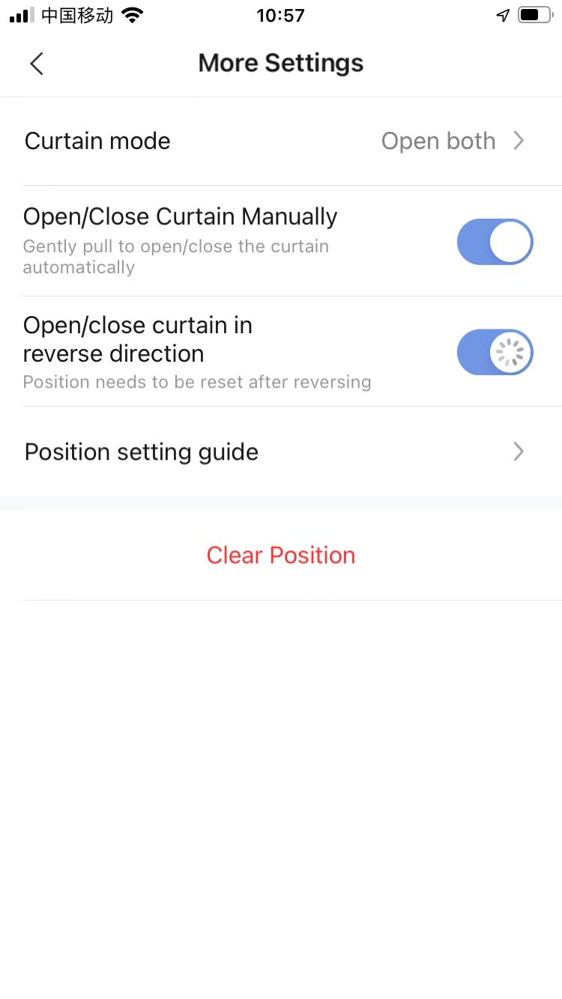 中国移动 10:57
More Settings
Curtain mode Open both
Open/Close Curtain Manually
Gently pull to open/close the curtain
automatically
Open/close curtain in
reverse direction
Position needs to be reset after reversing
Position setting guide
Clear Position